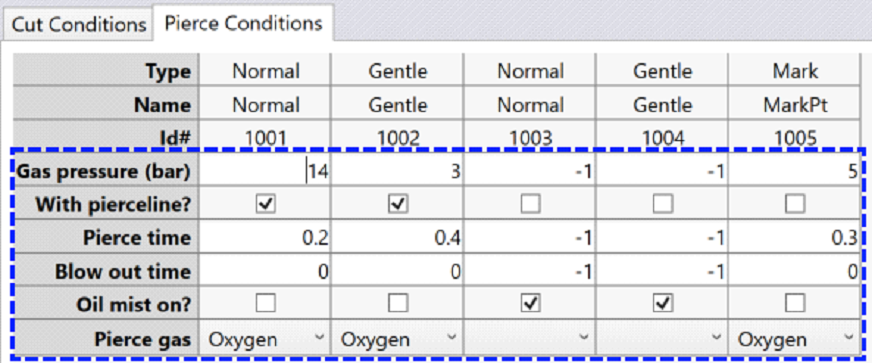 Cut Conditions Pierce Conditions
Type Normal Gentle Normal Gentle Mark
Name Normal Gentle Normal Gentle MarkPt
Id# 1001 1002 1003 1004 1005
Gas pressure (bar) 14 3 -1 -1 5
With pierceline?
Pierce time 0.2 0.4 -1 -1 0.3
Blow out time 0 0 -1 -1 0
Oil mist on?
Pierce gas Oxygen Oxygen Oxygen